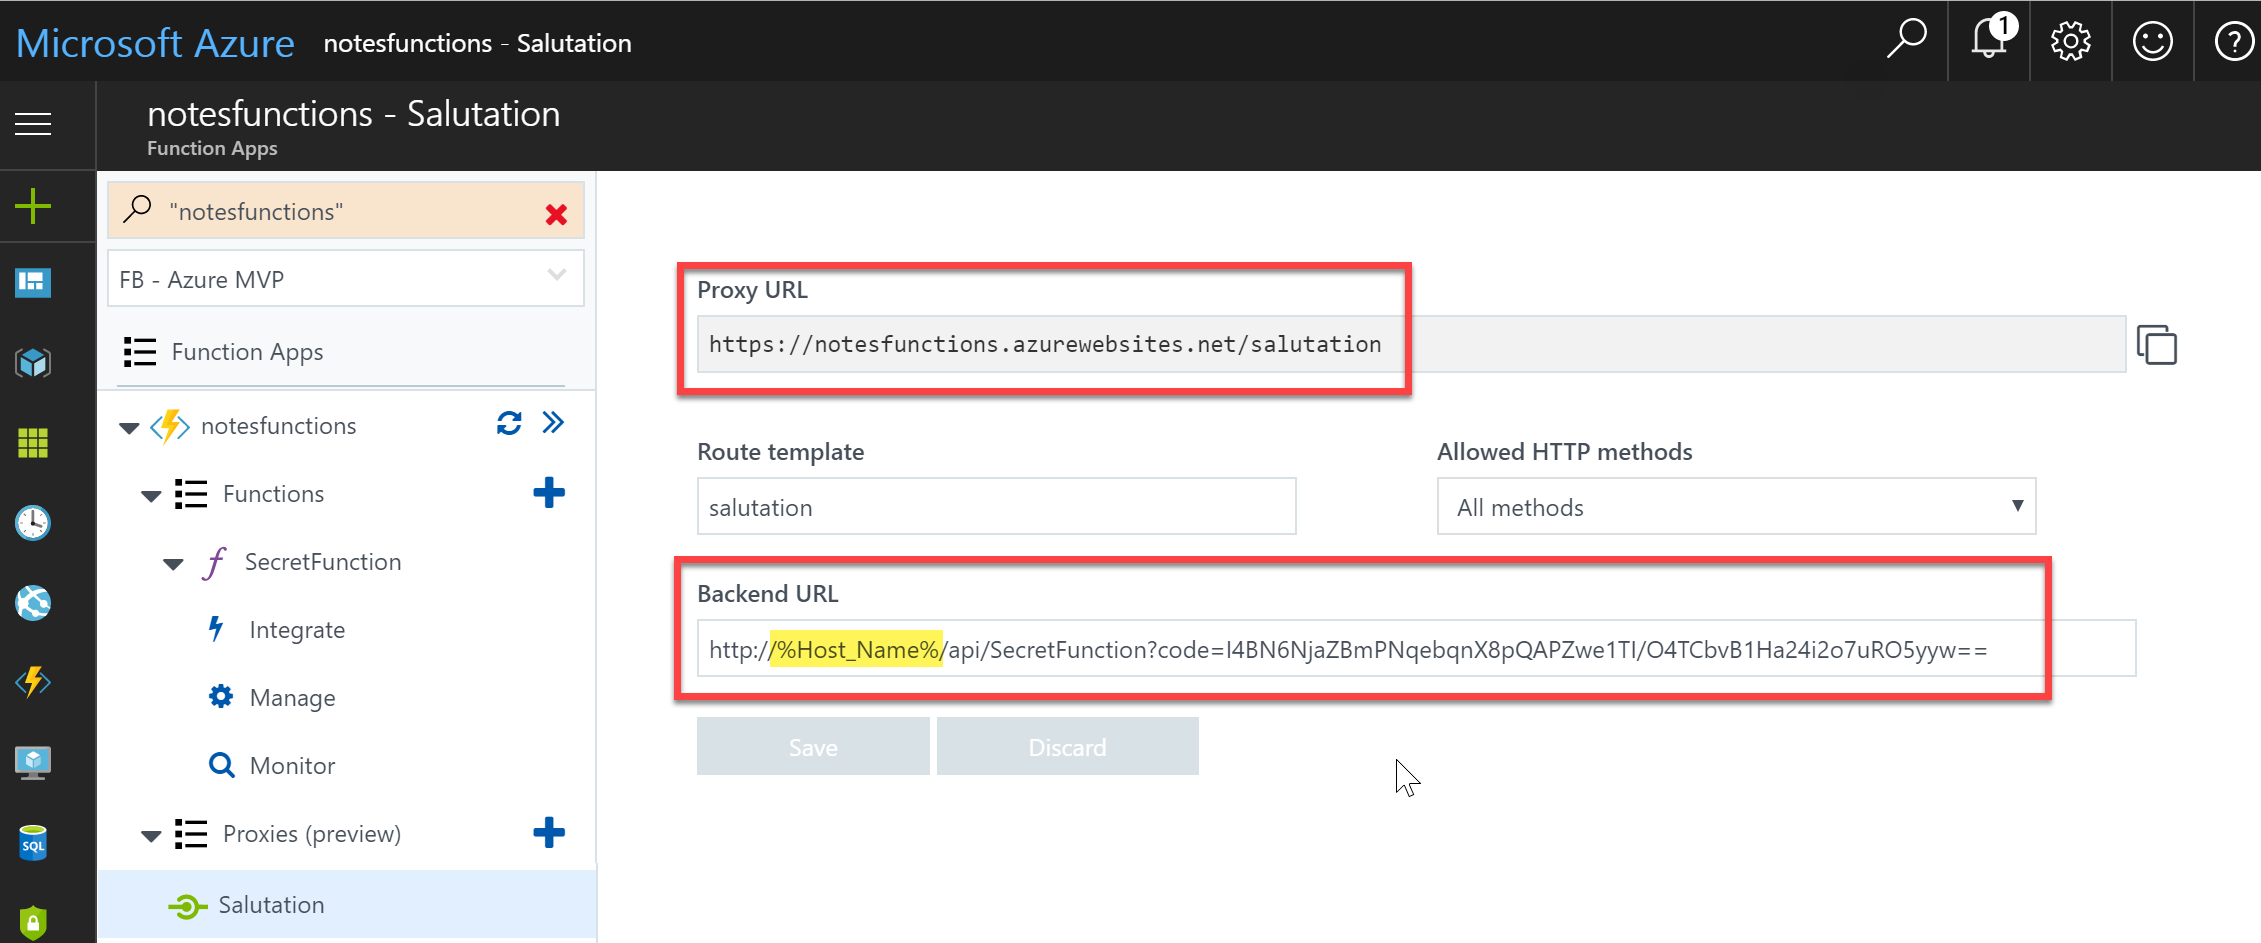 Microsoft Azure notesfunctions - Salutation
1
?
notesfunctions - Salutation
Function Apps
"notesfunctions"
FB - Azure MVP
Function Apps
notesfunctions
Functions
SecretFunction
Integrate
Manage
Monitor
Proxies (preview)
Salutation
SQL
Proxy URL
https://notesfunctions.azurewebsites.net/salutation
Route template
salutation
Allowed HTTP methods
All methods
Backend URL
http://%Host_Name%/api/SecretFunction?code=I4BN6NjaZBmPNqebqnX8pQAPZwe1TI/O4TCbvB1Ha24i2o7uRO5yyw==
Save
Discard